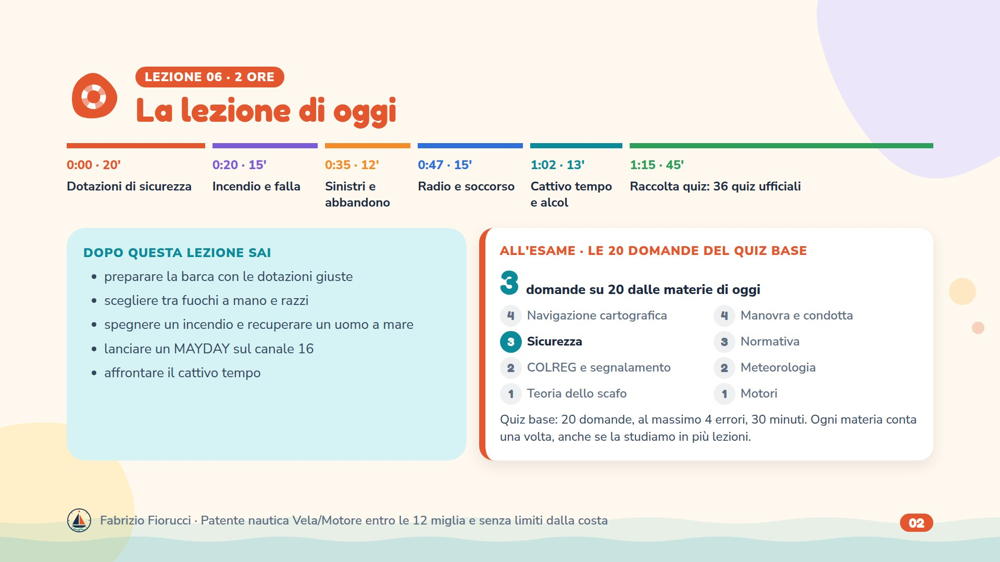 LEZIONE 06 · 2 ORE
La lezione di oggi
0:00 · 20'
Dotazioni di sicurezza
0:20 · 15'
Incendio e falla
0:35 · 12'
Sinistri e
abbandono
0:47 · 15'
Radio e soccorso
1:02 · 13'
Cattivo tempo
e alcol
1:15 · 45'
Raccolta quiz: 36 quiz ufficiali
DOPO QUESTA LEZIONE SAI
• preparare la barca con le dotazioni giuste
• scegliere tra fuochi a mano e razzi
• spegnere un incendio e recuperare un uomo a mare
• lanciare un MAYDAY sul canale 16
• affrontare il cattivo tempo
ALL'ESAME · LE 20 DOMANDE DEL QUIZ BASE
3 domande su 20 dalle materie di oggi
4 Navigazione cartografica
4 Manovra e condotta
3 Sicurezza
3 Normativa
2 COLREG e segnalamento
2 Meteorologia
1 Teoria dello scafo
1 Motori
Quiz base: 20 domande, al massimo 4 errori, 30 minuti. Ogni materia conta
una volta, anche se la studiamo in più lezioni.
Fabrizio Fiorucci · Patente nautica Vela/Motore entro le 12 miglia e senza limiti dalla costa
02